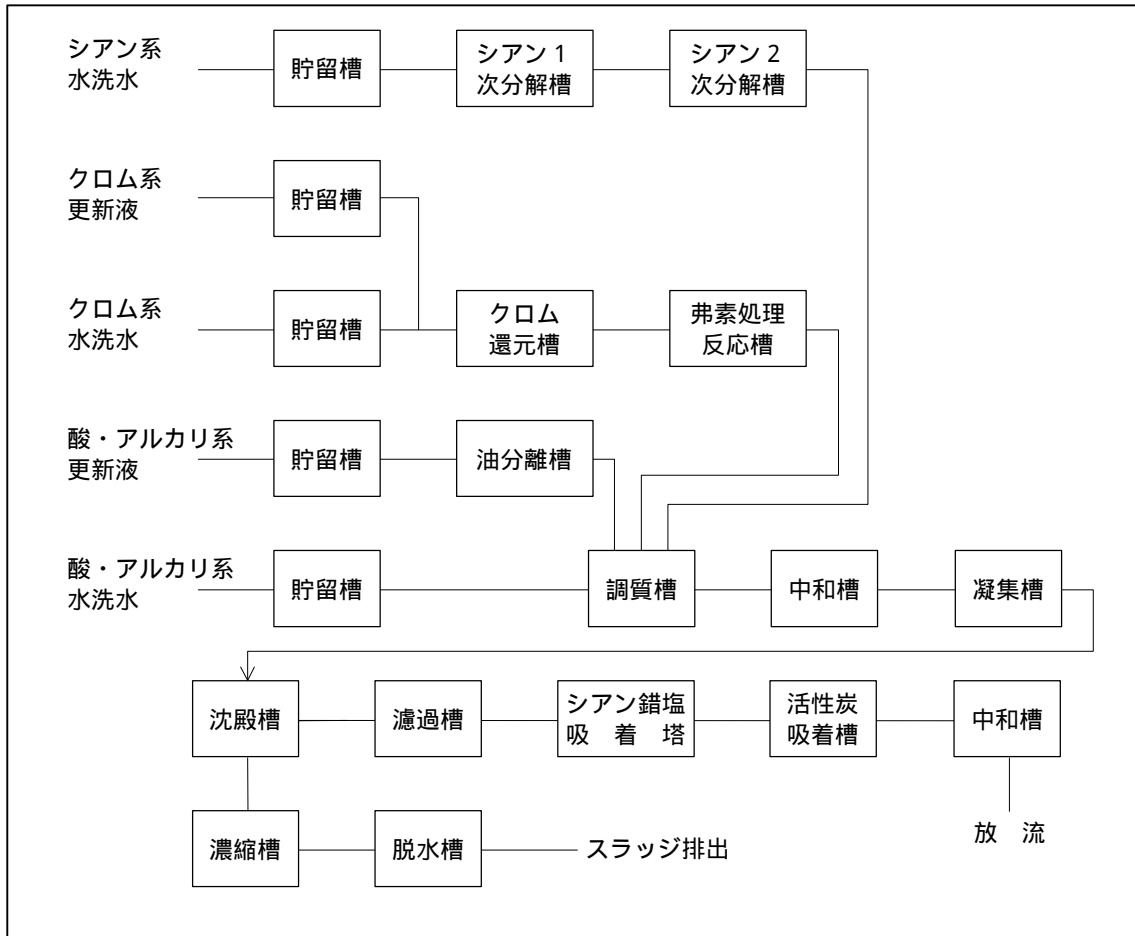 シアン系
水洗水
貯留槽
シアン1
次分解槽
シアン2
次分解槽
クロム系
更新液
貯留槽
クロム系
水洗水
貯留槽
クロム
還元槽
弗素処理
反応槽
酸・アルカリ系
更新液
貯留槽
油分離槽
酸・アルカリ系
水洗水
貯留槽
調質槽
中和槽
凝集槽
沈殿槽
濾過槽
シアン錯塩
吸 着 塔
活性炭
吸着槽
中和槽
濃縮槽
脱水槽
スラッジ排出
放 流